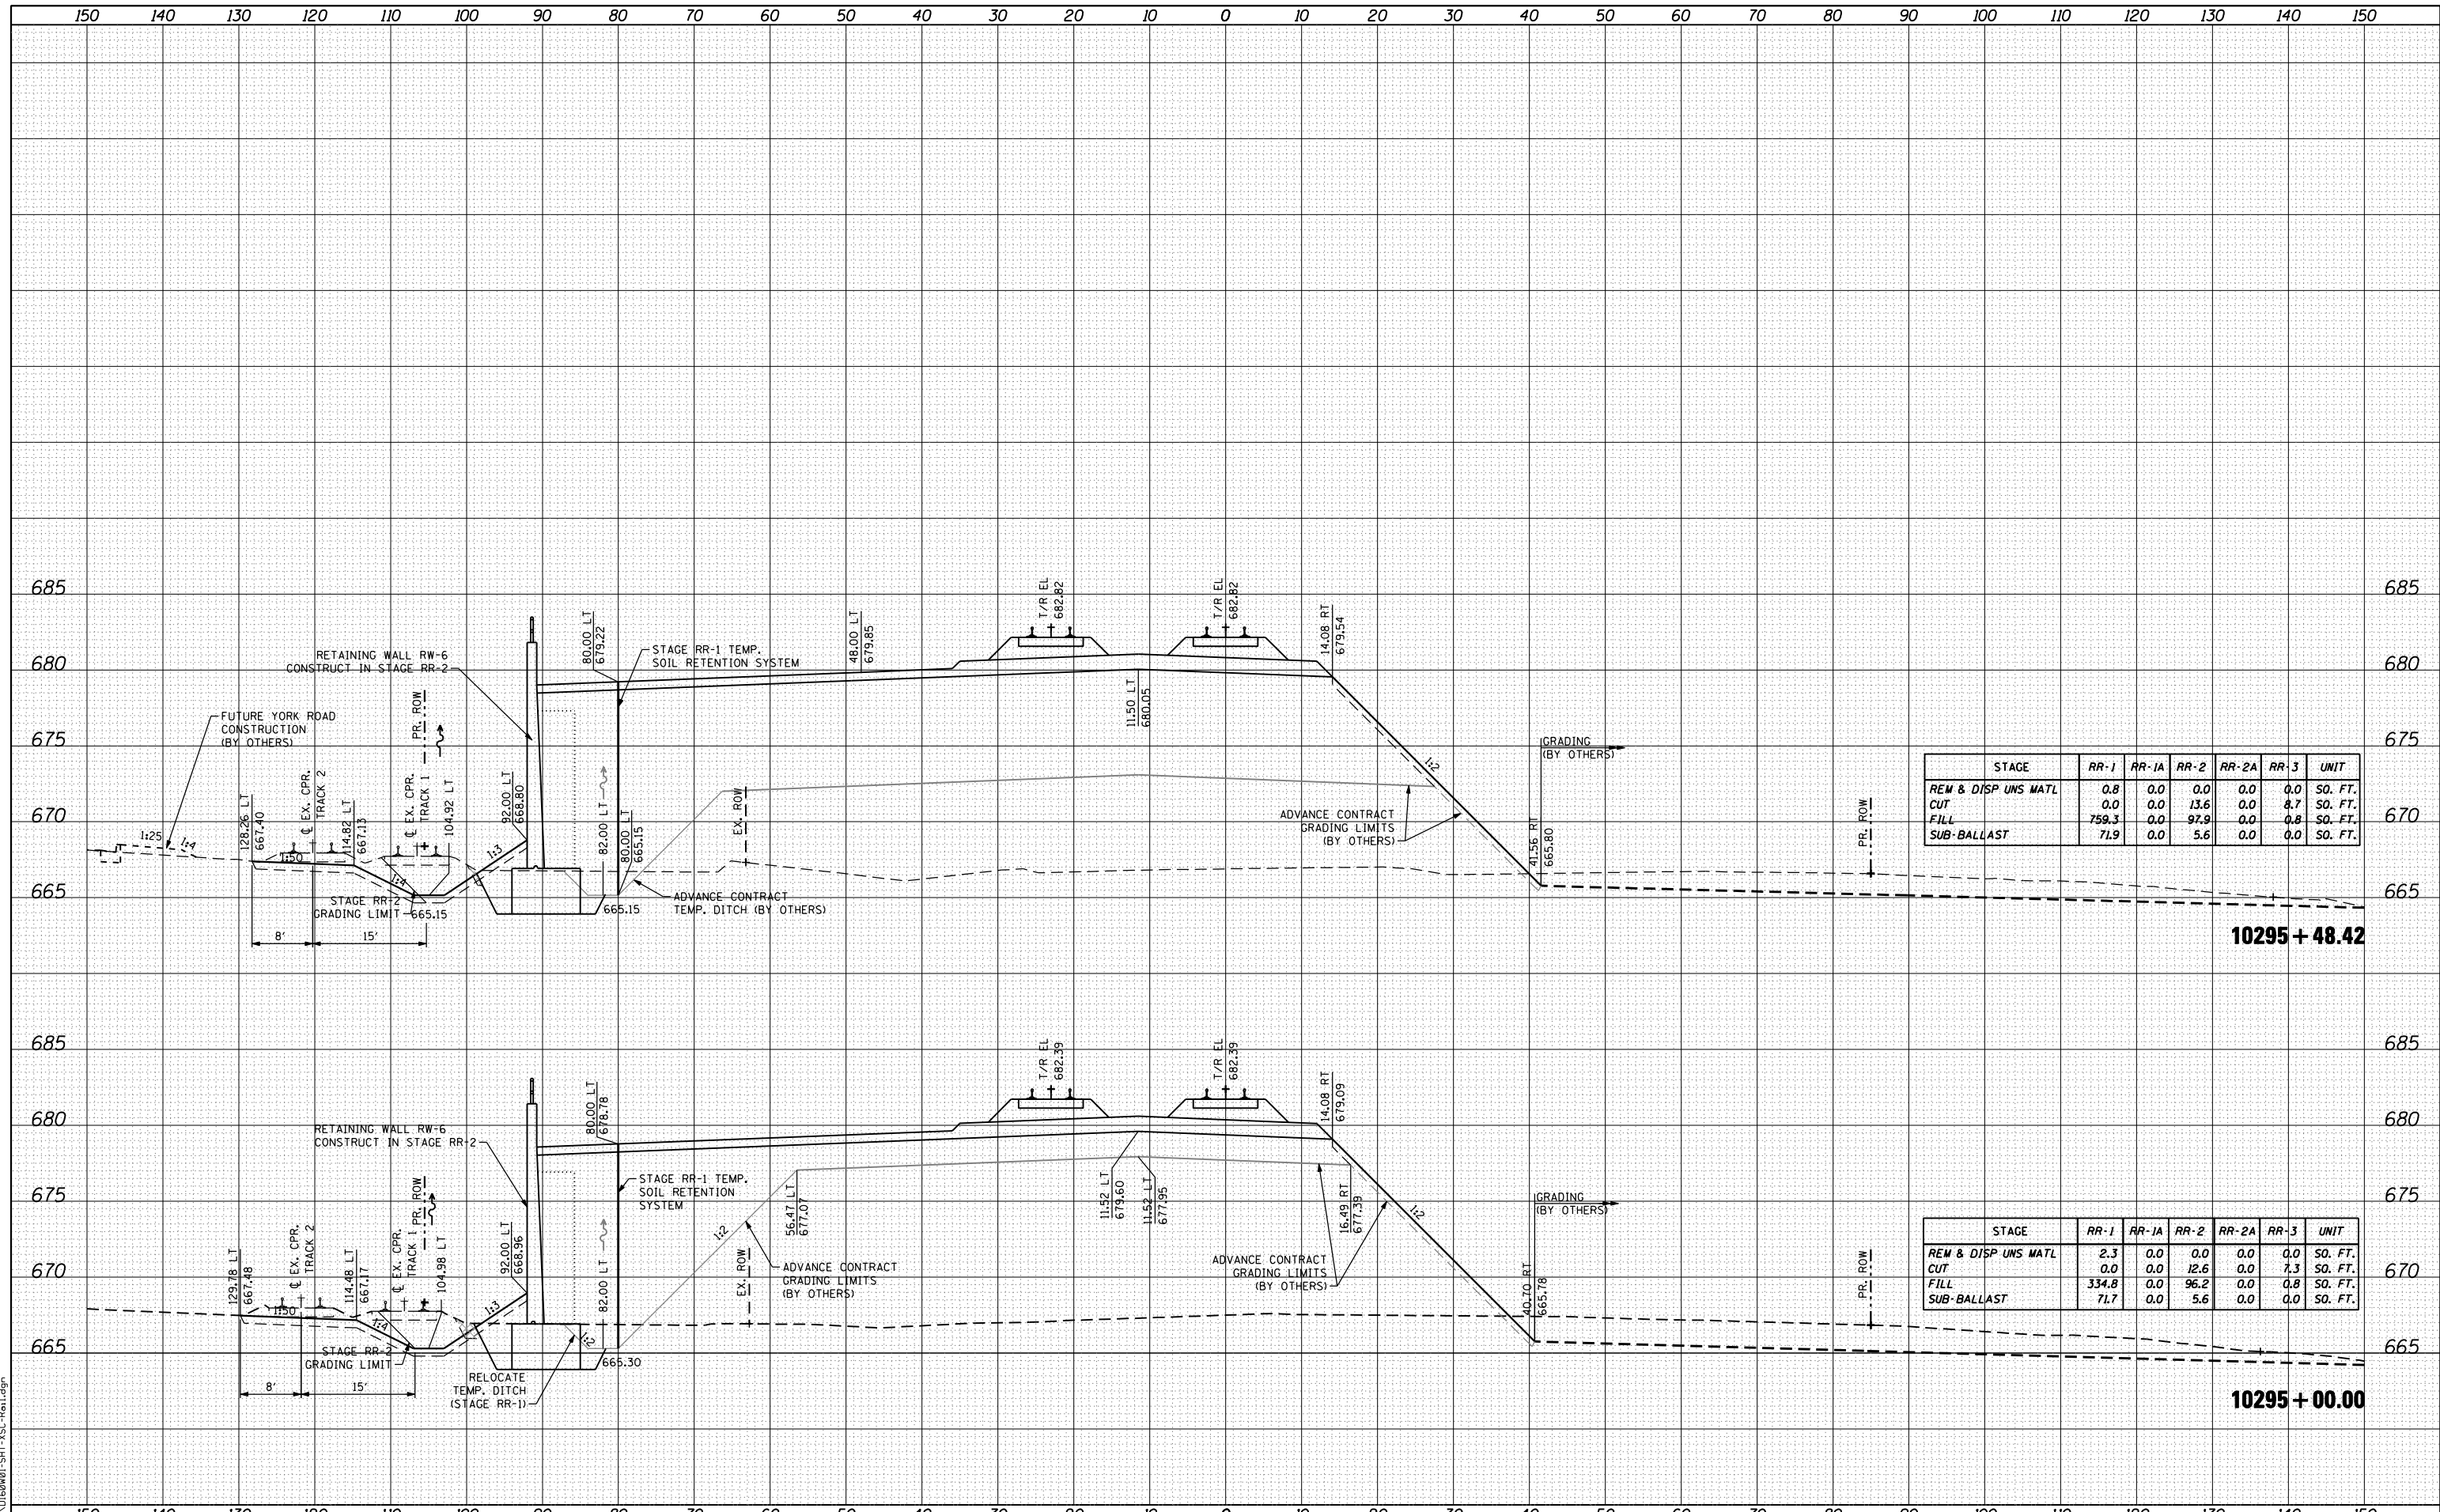 150 140 130 120 110 100 90 80 70 60 50 40 30 20 10 0 10 20 30 40 50 60 70 80 90 100 110 120 130 140 150
685 685
T/R EL
682.82
T/R EL
682.82
80.00 LT
679.22
48.00 LT
679.85
14.08 RT
679.54
RETAINING WALL RW-6
CONSTRUCT IN STAGE RR-2
STAGE RR-1 TEMP.
SOIL RETENTION SYSTEM
680 680
11.50 LT
680.05
PR. ROW
FUTURE YORK ROAD
CONSTRUCTION
(BY OTHERS)
675 675
GRADING
(BY OTHERS)
1:2
128.26 LT
667.40
℄ EX. CPR.
TRACK 2
114.82 LT
667.13
℄ EX. CPR.
TRACK 1
104.92 LT
92.00 LT
668.80
82.00 LT
80.00 LT
665.15
EX. ROW
ADVANCE CONTRACT
GRADING LIMITS
(BY OTHERS)
41.56 RT
665.80
PR. ROW
STAGE RR-1 RR-1A RR-2 RR-2A RR-3 UNIT
REM & DISP UNS MATL 0.8 0.0 0.0 0.0 0.0 SQ. FT.
CUT 0.0 0.0 13.6 0.0 8.7 SQ. FT.
FILL 759.3 0.0 97.9 0.0 0.8 SQ. FT.
SUB-BALLAST 71.9 0.0 5.6 0.0 0.0 SQ. FT.
670 670
1:25
1:4
1:50
1:4
1:3
665 665
STAGE RR-2
GRADING LIMIT
665.15
665.15
ADVANCE CONTRACT
TEMP. DITCH (BY OTHERS)
8' 15'
10295+48.42
685 685
T/R EL
682.39
T/R EL
682.39
80.00 LT
678.78
14.08 RT
679.09
680 680
RETAINING WALL RW-6
CONSTRUCT IN STAGE RR-2
STAGE RR-1 TEMP.
SOIL RETENTION
SYSTEM
PR. ROW
56.47 LT
677.07
11.52 LT
679.60
11.52 LT
677.95
16.49 RT
677.39
675 675
GRADING
(BY OTHERS)
1:2
1:2
129.78 LT
667.48
℄ EX. CPR.
TRACK 2
114.48 LT
667.17
℄ EX. CPR.
TRACK 1
104.98 LT
92.00 LT
668.96
82.00 LT
EX. ROW
ADVANCE CONTRACT
GRADING LIMITS
(BY OTHERS)
ADVANCE CONTRACT
GRADING LIMITS
(BY OTHERS)
40.70 RT
665.78
PR. ROW
STAGE RR-1 RR-1A RR-2 RR-2A RR-3 UNIT
REM & DISP UNS MATL 2.3 0.0 0.0 0.0 0.0 SQ. FT.
CUT 0.0 0.0 12.6 0.0 7.3 SQ. FT.
FILL 334.8 0.0 96.2 0.0 0.8 SQ. FT.
SUB-BALLAST 71.7 0.0 5.6 0.0 0.0 SQ. FT.
670 670
1:50
1:4
1:3
1:2
665 665
STAGE RR-2
GRADING LIMIT
665.30
RELOCATE
TEMP. DITCH
(STAGE RR-1)
8' 15'
10295+00.00